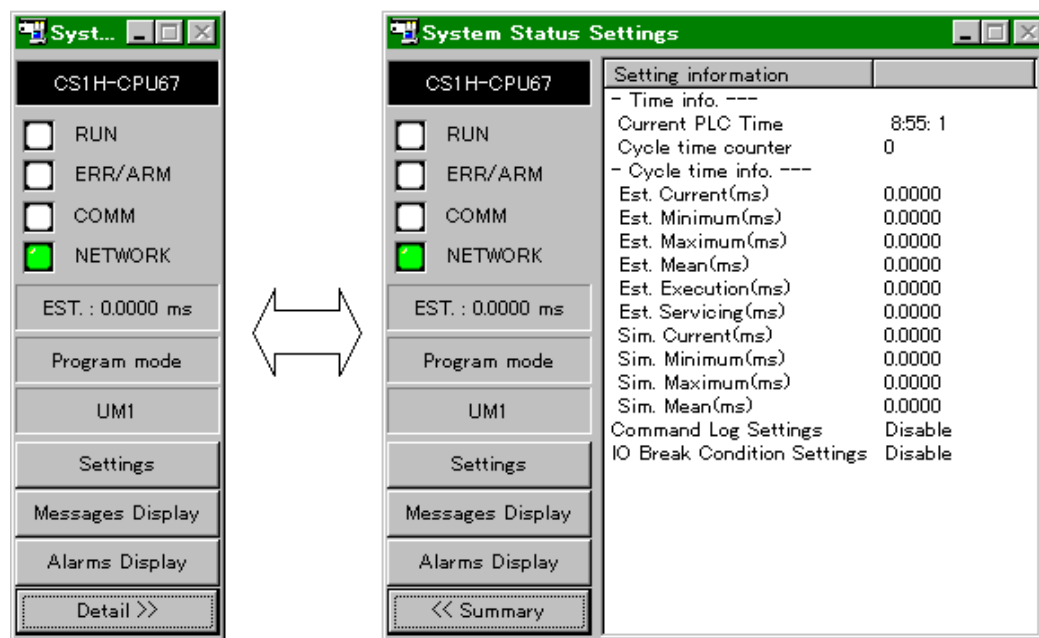 Syst...
CS1H-CPU67
RUN
ERR/ARM
COMM
NETWORK
EST. : 0.0000 ms
Program mode
UM1
Settings
Messages Display
Alarms Display
Detail >>
System Status Settings
CS1H-CPU67
RUN
ERR/ARM
COMM
NETWORK
EST. : 0.0000 ms
Program mode
UM1
Settings
Messages Display
Alarms Display
<< Summary
Setting information
- Time info. ---
Current PLC Time 8:55: 1
Cycle time counter 0
- Cycle time info. ---
Est. Current(ms) 0.0000
Est. Minimum(ms) 0.0000
Est. Maximum(ms) 0.0000
Est. Mean(ms) 0.0000
Est. Execution(ms) 0.0000
Est. Servicing(ms) 0.0000
Sim. Current(ms) 0.0000
Sim. Minimum(ms) 0.0000
Sim. Maximum(ms) 0.0000
Sim. Mean(ms) 0.0000
Command Log Settings Disable
IO Break Condition Settings Disable